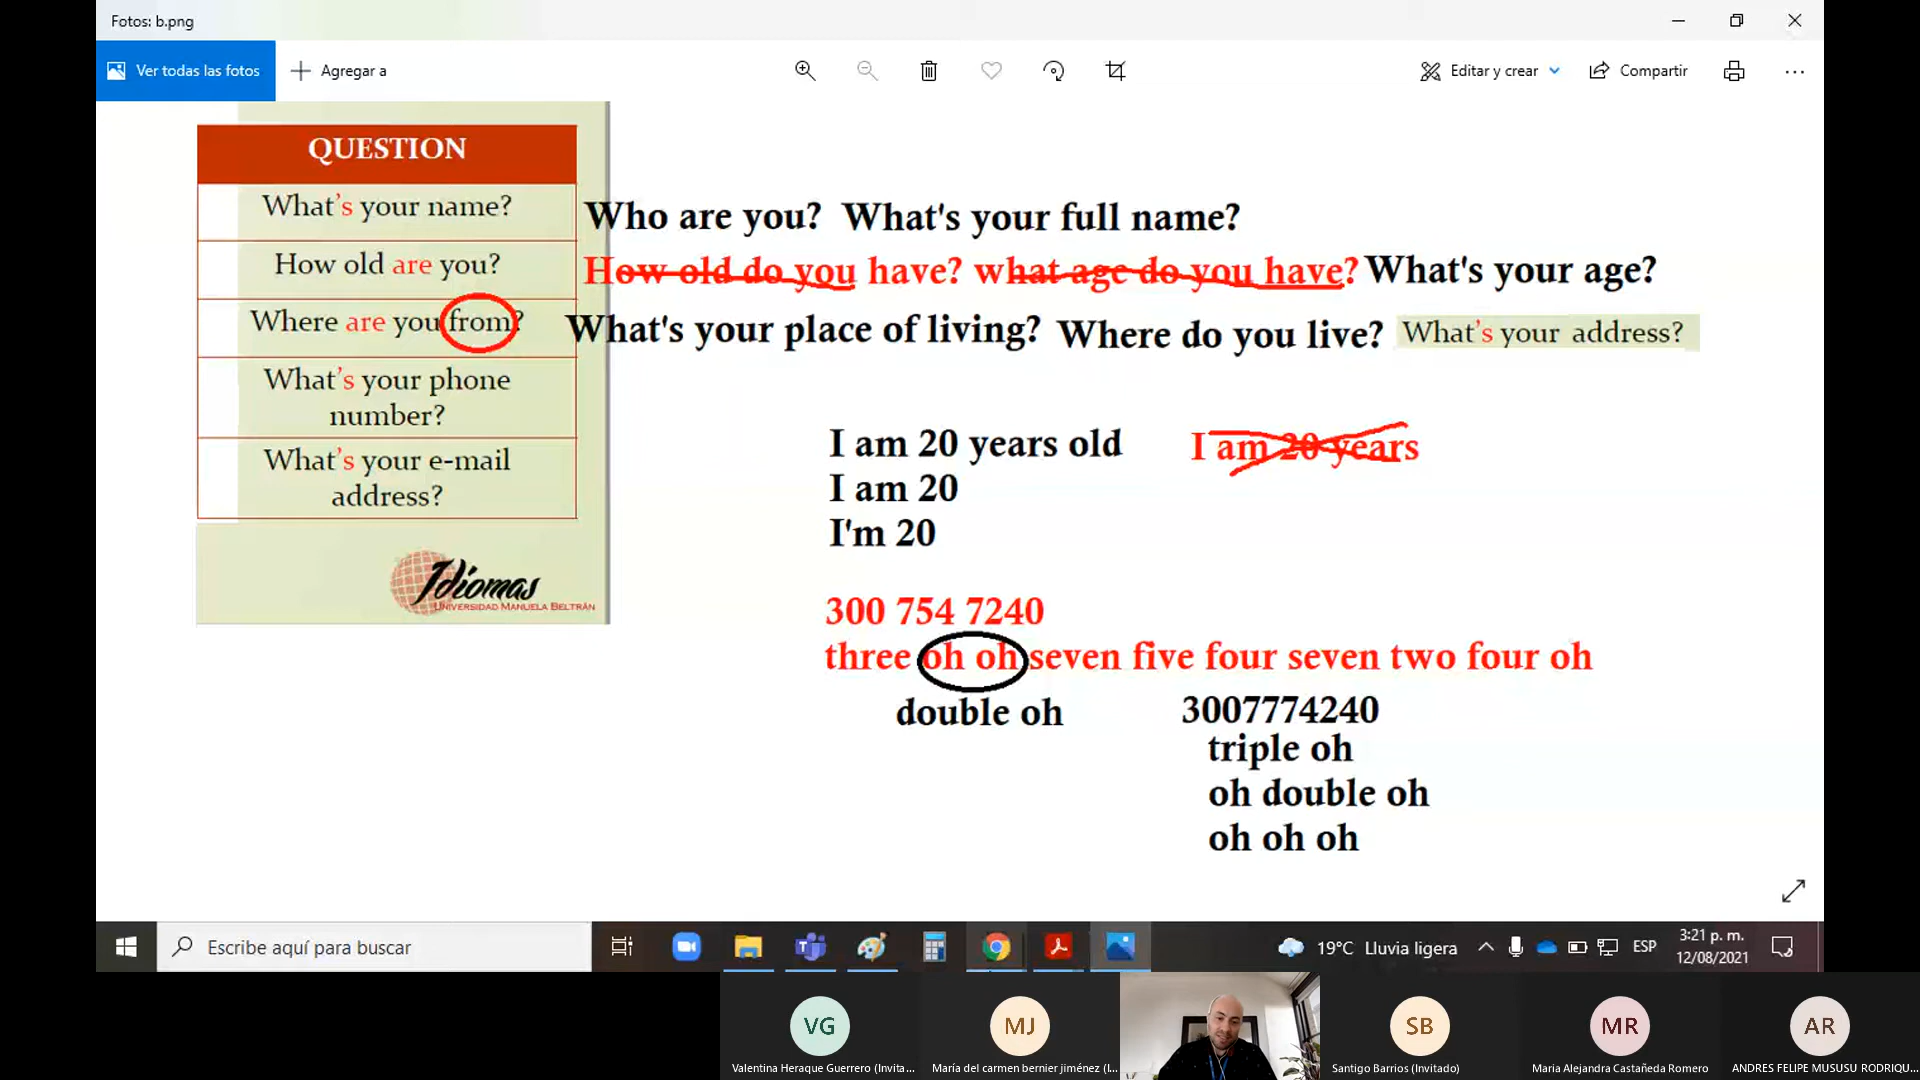 Fotos: b.png
Ver todas las fotos
Agregar a
Editar y crear
Compartir
QUESTION
What's your name?
Who are you? What's your full name?
How old are you?
How old do you have? what age do you have? What's your age?
Where are you from?
What's your place of living? Where do you live? What's your address?
What's your phone
number?
What's your e-mail
address?
I am 20 years old
I am 20 years
I am 20
I'm 20
Idiomas
UNIVERSIDAD MANUELA BELTRÁN
300 754 7240
three oh oh seven five four seven two four oh
double oh
3007774240
triple oh
oh double oh
oh oh oh
Escribe aquí para buscar
19°C Lluvia ligera
ESP
3:21 p. m.
12/08/2021
VG
MJ
SB
MR
AR
Valentina Heraque Guerrero (Invita...
María del carmen bernier jiménez (I...
Santigo Barrios (Invitado)
Maria Alejandra Castañeda Romero
ANDRES FELIPE MUSUSU RODRIQU...